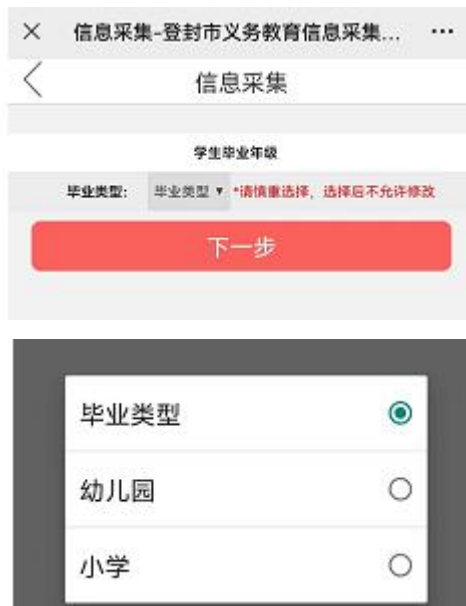 信息采集-登封市义务教育信息采集...
信息采集
学生毕业年级
毕业类型： 毕业类型 *请慎重选择，选择后不允许修改
下一步
毕业类型
幼儿园
小学